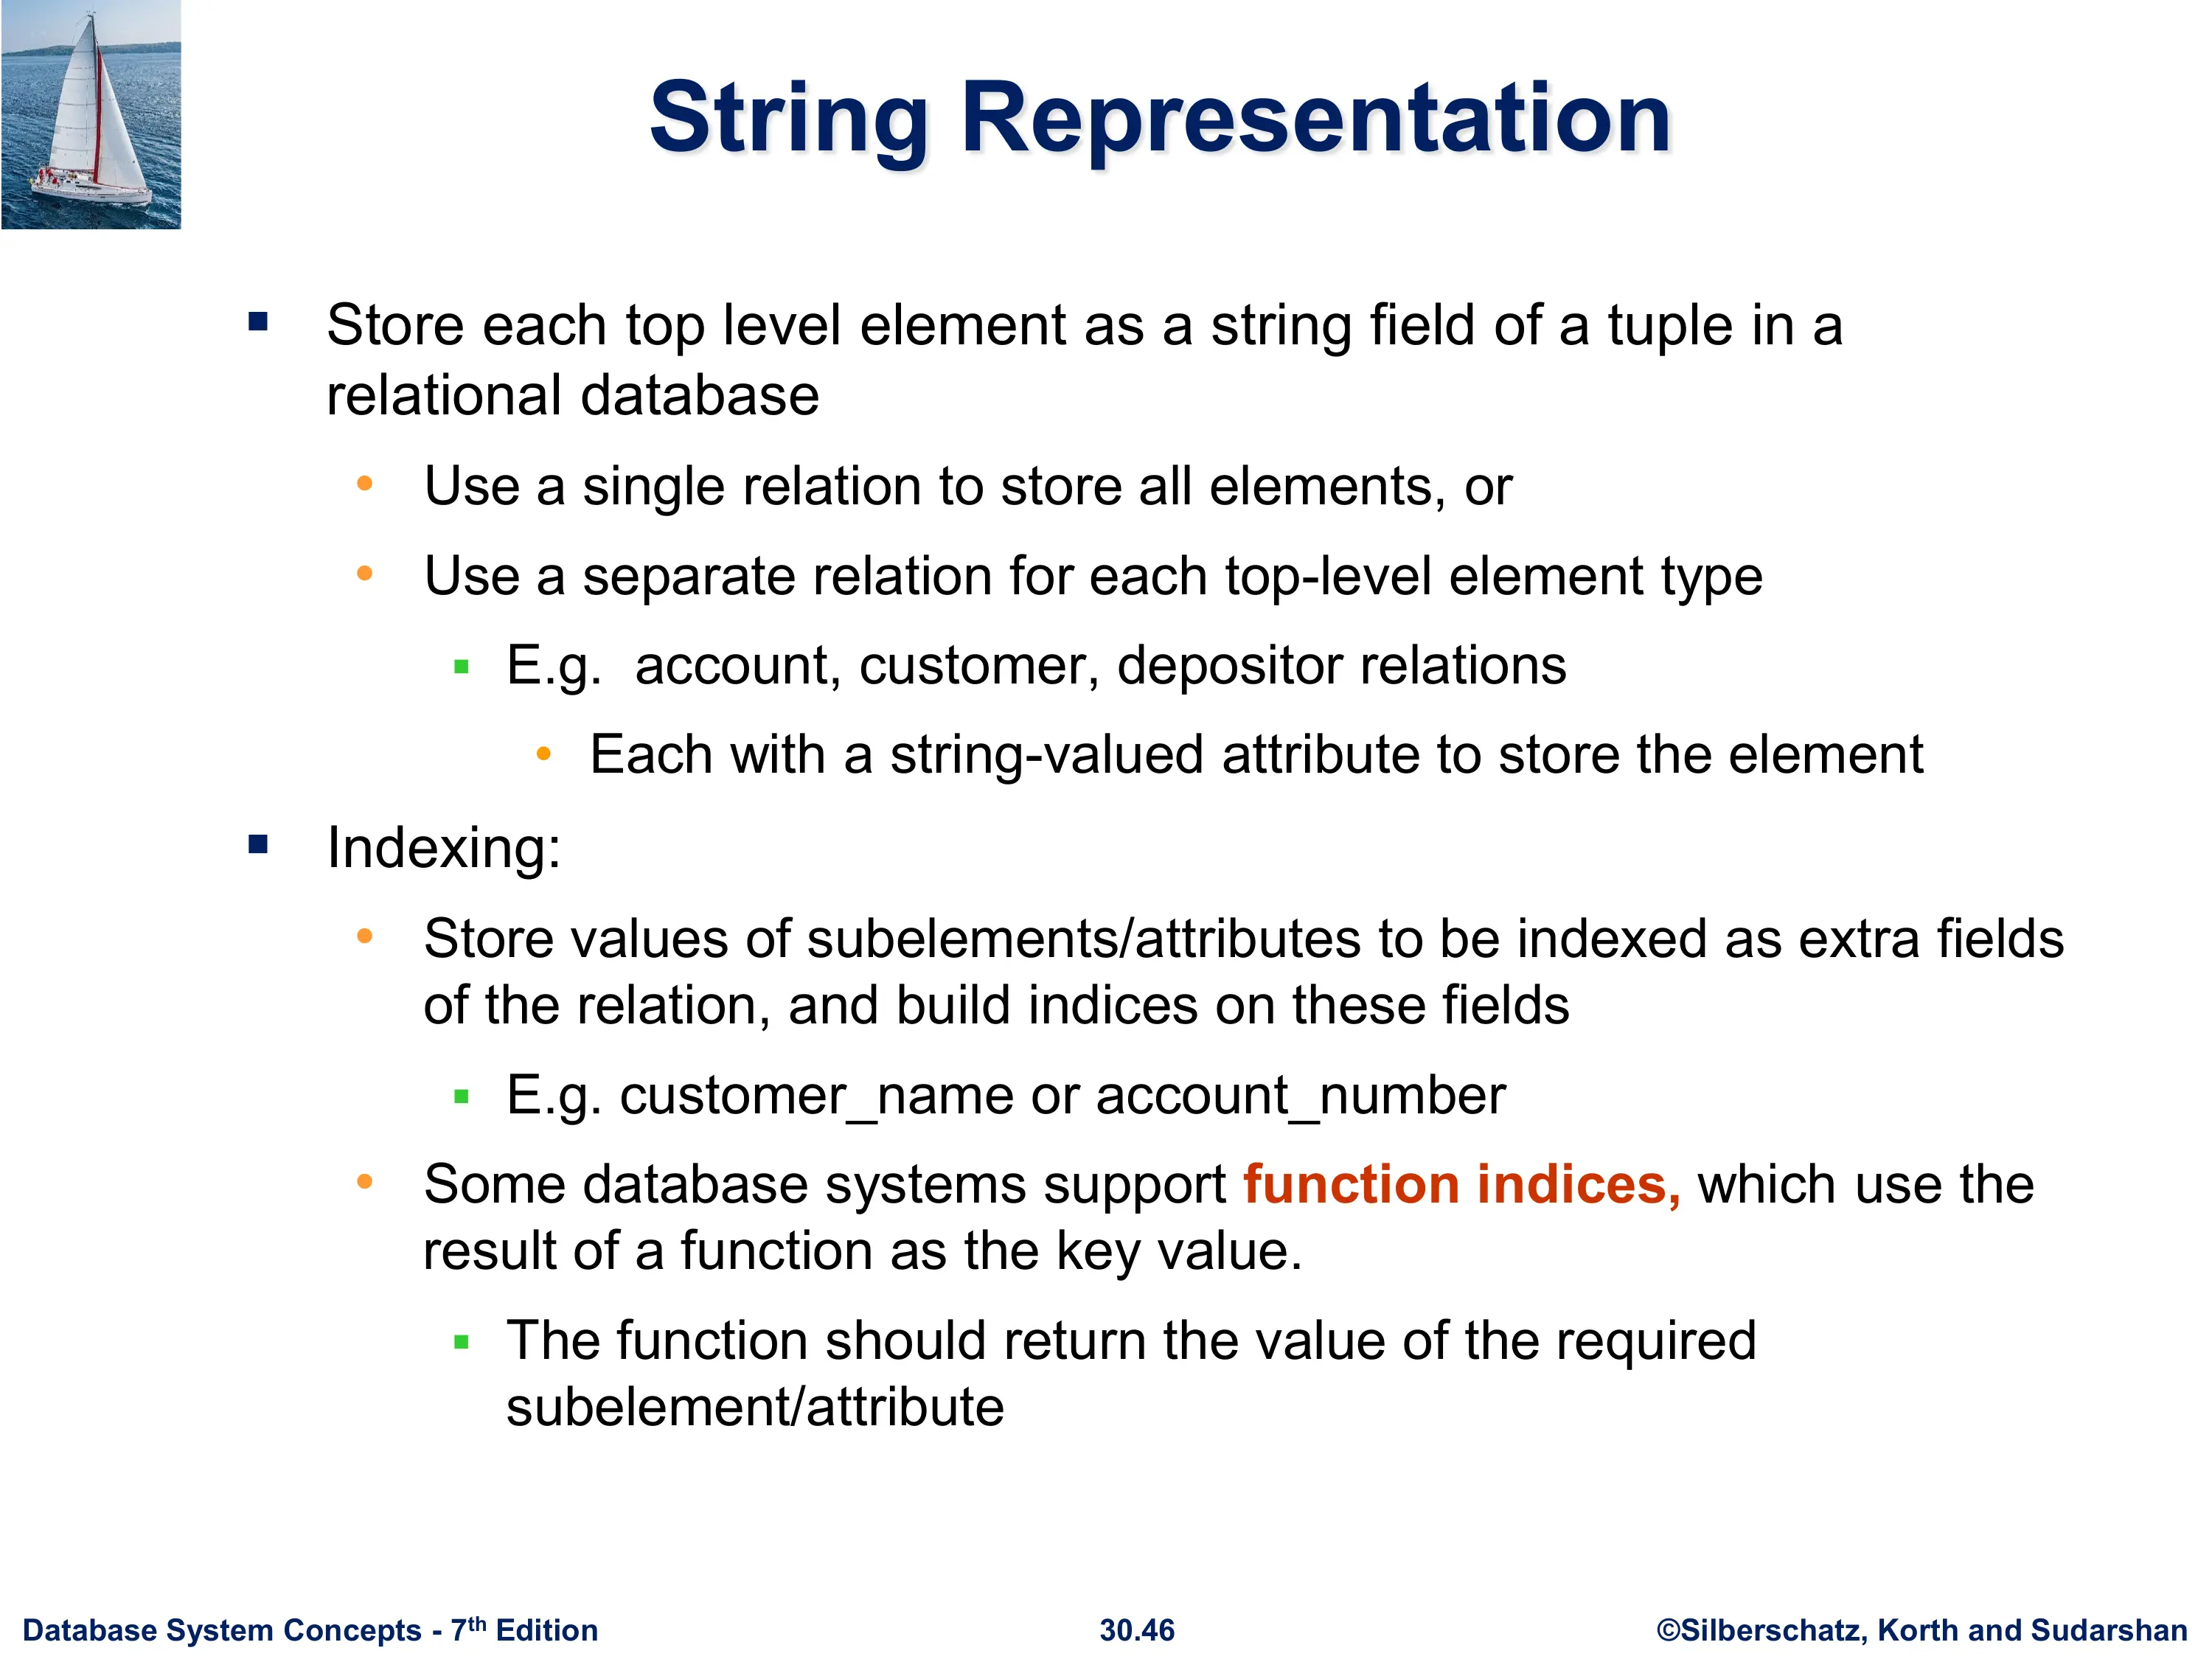 String Representation
▪ Store each top level element as a string field of a tuple in a
relational database
• Use a single relation to store all elements, or
• Use a separate relation for each top-level element type
▪ E.g.  account, customer, depositor relations
• Each with a string-valued attribute to store the element
▪ Indexing:
• Store values of subelements/attributes to be indexed as extra fields
of the relation, and build indices on these fields
▪ E.g. customer_name or account_number
• Some database systems support function indices, which use the
result of a function as the key value.
▪ The function should return the value of the required
subelement/attribute
Database System Concepts - 7th Edition
30.46
©Silberschatz, Korth and Sudarshan